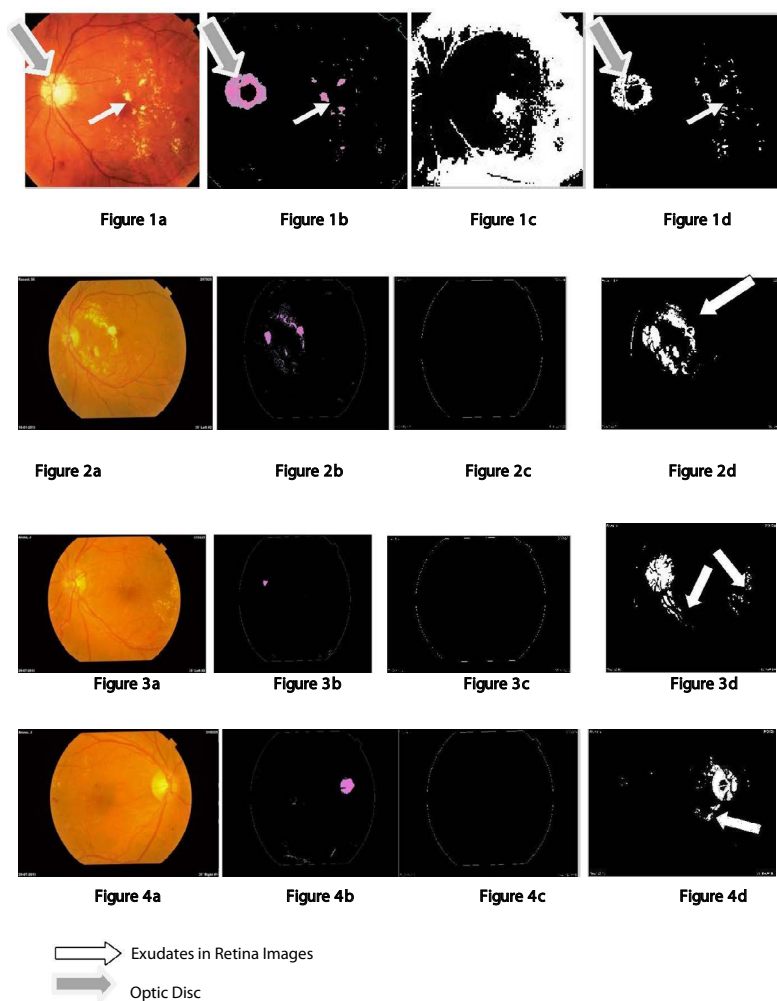 Figure 1a Figure 1b Figure 1c Figure 1d
Figure 2a Figure 2b Figure 2c Figure 2d
Figure 3a Figure 3b Figure 3c Figure 3d
Figure 4a Figure 4b Figure 4c Figure 4d
Exudates in Retina Images
Optic Disc